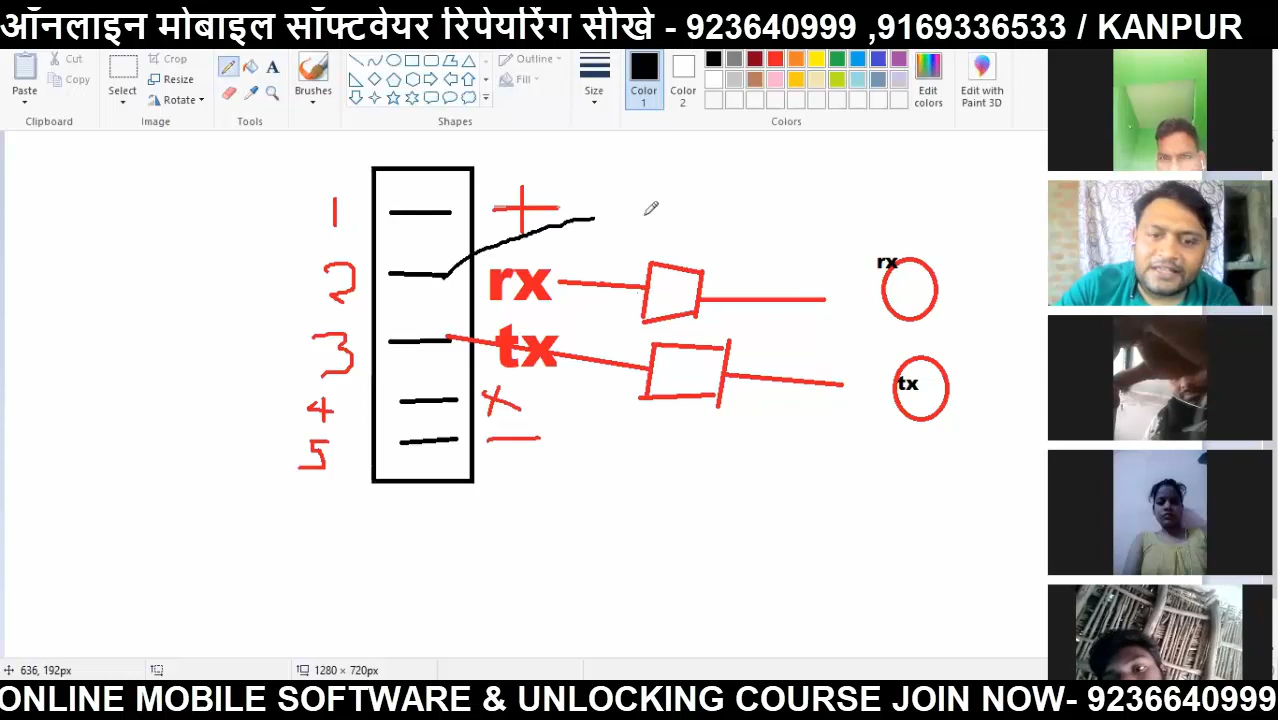 ऑनलाइन मोबाइल सॉफ्टवेयर रिपेयरिंग सीखे - 923640999 ,9169336533 / KANPUR
Paste
Cut
Copy
Clipboard
Select
Crop
Resize
Rotate
Image
A
Tools
Brushes
Outline
Fill
Shapes
Size
Color 1
Color 2
Edit colors
Edit with Paint 3D
Colors
1 +
2 rx rx
3 tx tx
4 x
5 –
636, 192px
1280 × 720px
ONLINE MOBILE SOFTWARE & UNLOCKING COURSE JOIN NOW- 9236640999